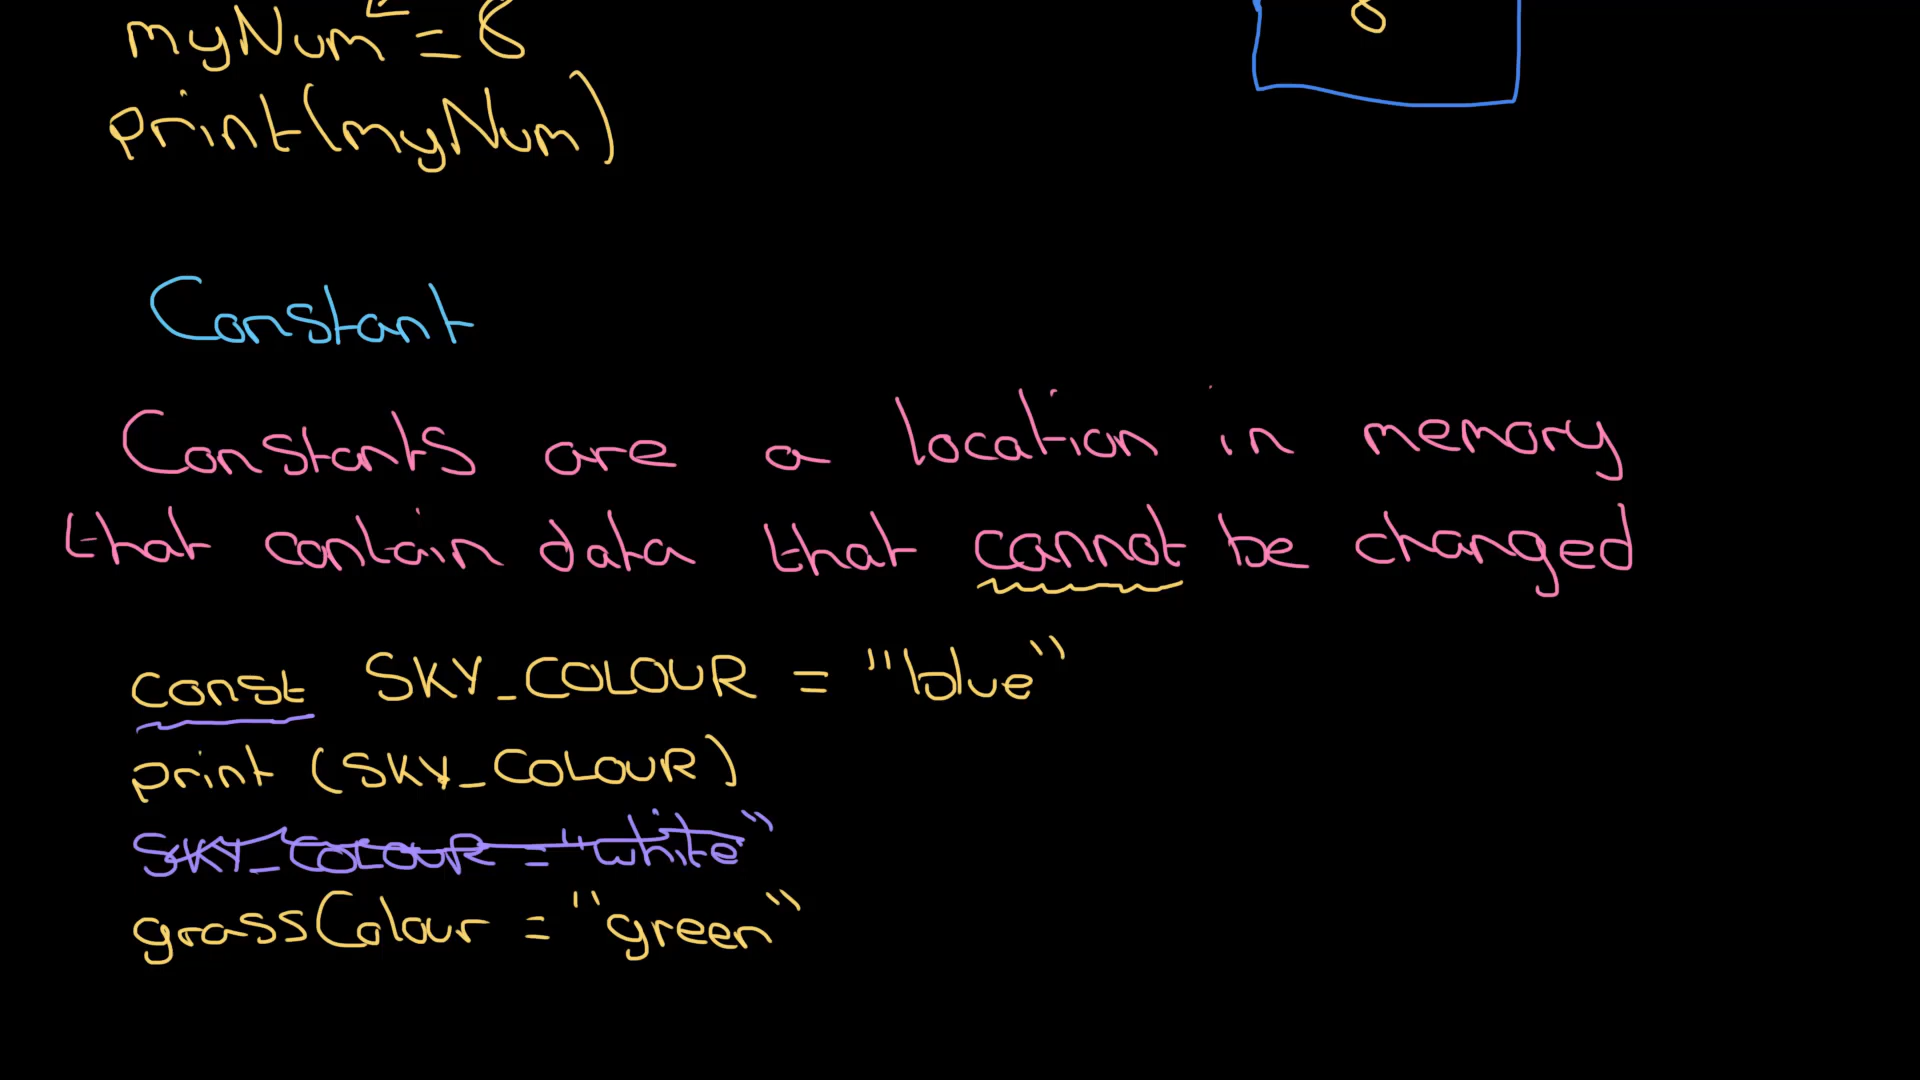 myNum = 8
8
print(myNum)
Constant
Constants are a location in memory
that contain data that cannot be changed
const SKY_COLOUR = "blue"
print (SKY_COLOUR)
SKY_COLOUR = "white"
grassColour = "green"